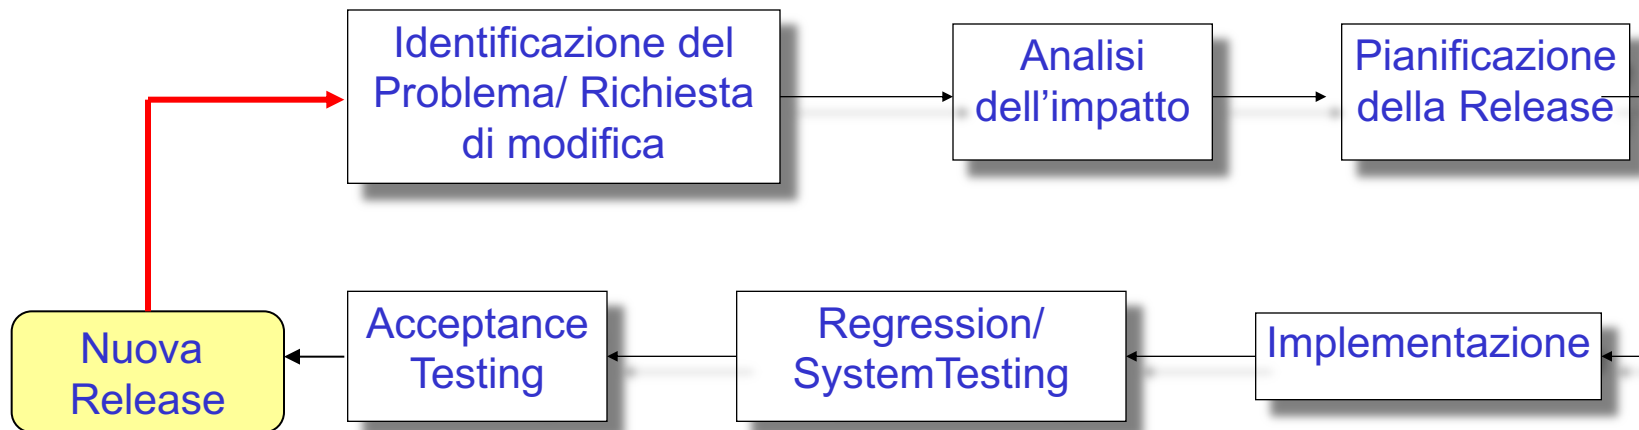 Identificazione del
Problema/ Richiesta
di modifica
Analisi
dell’impatto
Pianificazione
della Release
Nuova
Release
Acceptance
Testing
Regression/
SystemTesting
Implementazione